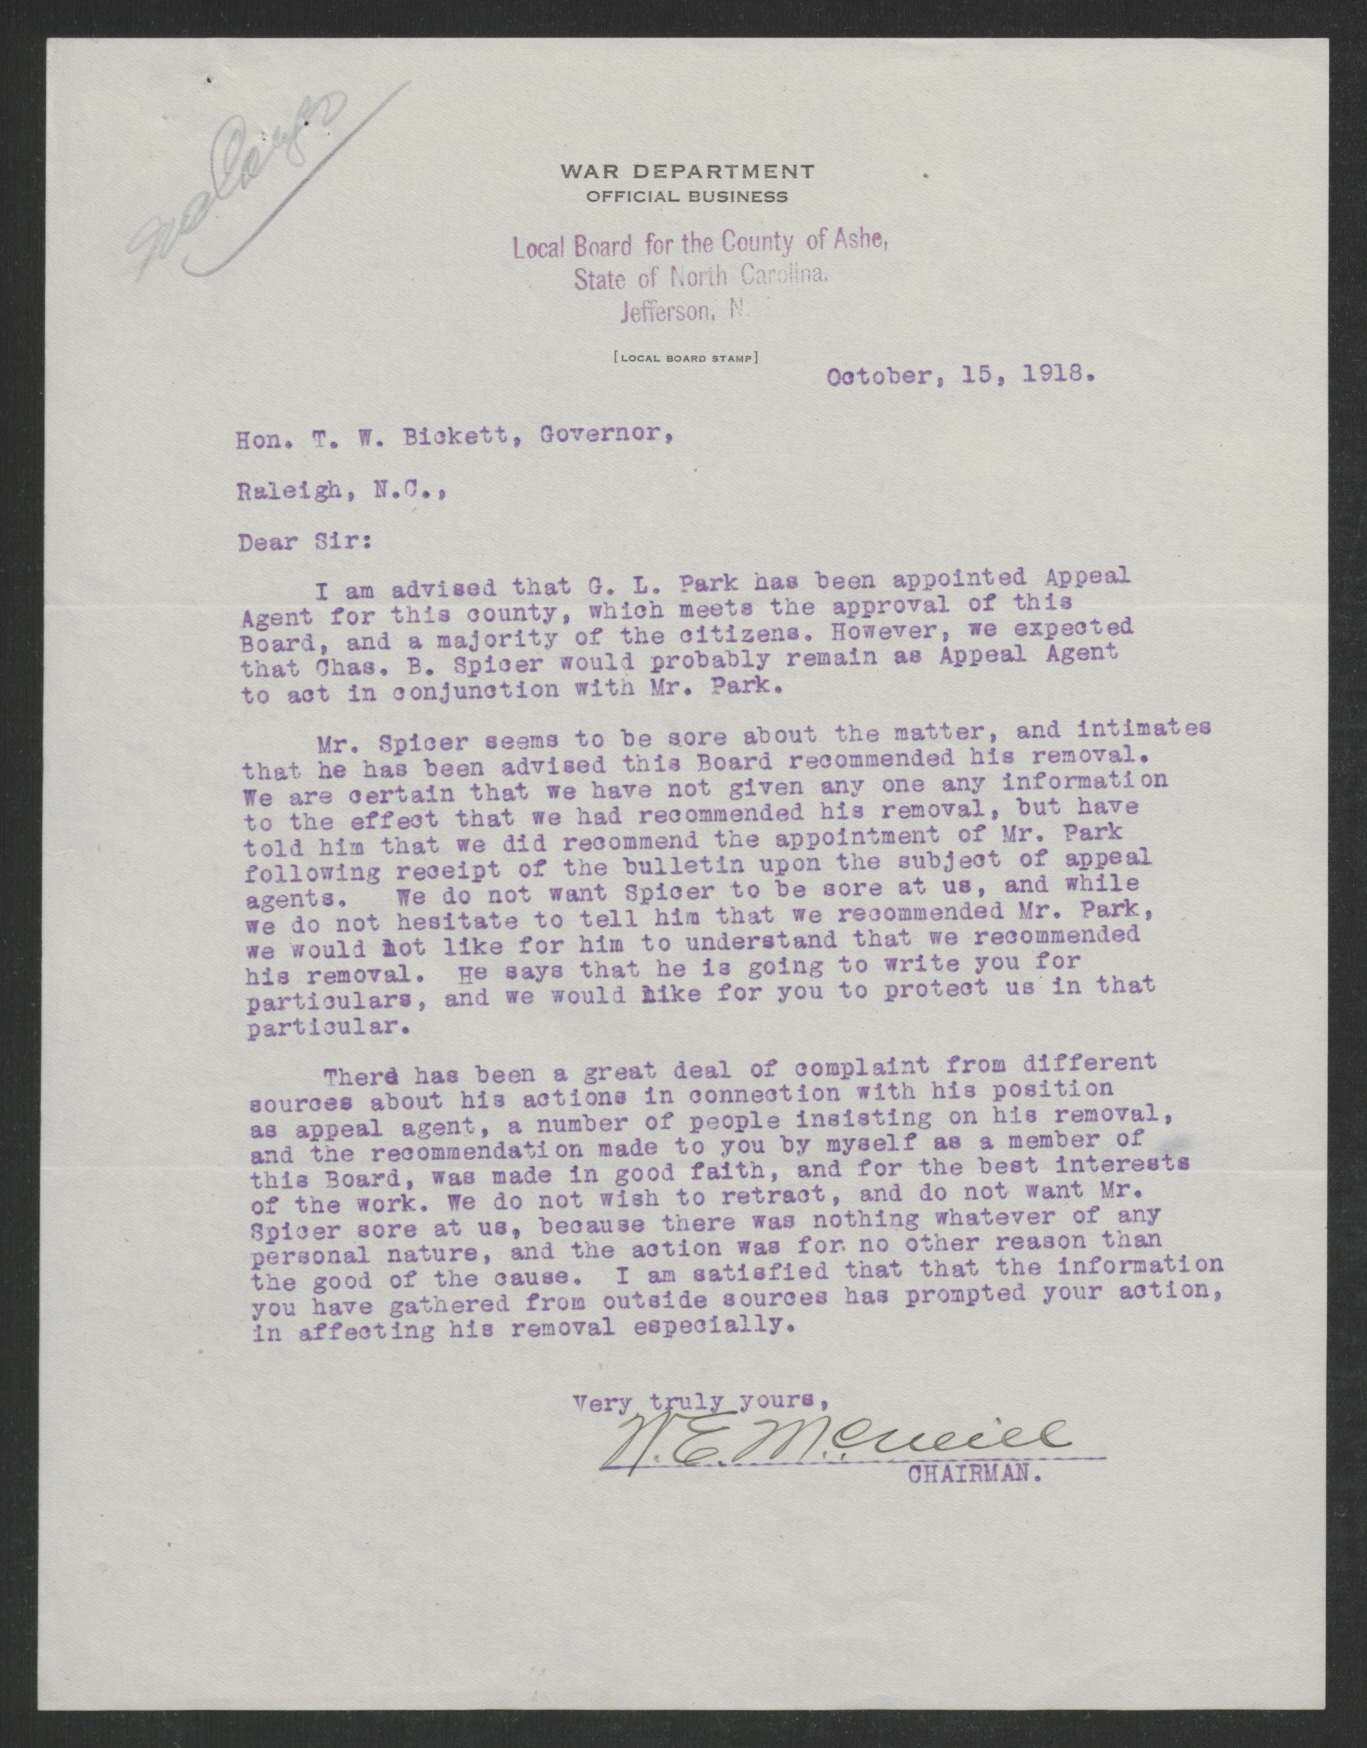 WAR DEPARTMENT
OFFICIAL BUSINESS
Local Board for the County of Ashe,
State of North Carolina.
Jefferson, N.
[LOCAL BOARD STAMP]
October, 15, 1918.
Hon. T. W. Bickett, Governor,
Raleigh, N.C.,
Dear Sir:
I am advised that G. L. Park has been appointed Appeal
Agent for this county, which meets the approval of this
Board, and a majority of the citizens. However, we expected
that Chas. B. Spicer would probably remain as Appeal Agent
to act in conjunction with Mr. Park.
Mr. Spicer seems to be sore about the matter, and intimates
that he has been advised this Board recommended his removal.
We are certain that we have not given any one any information
to the effect that we had recommended his removal, but have
told him that we did recommend the appointment of Mr. Park
following receipt of the bulletin upon the subject of appeal
agents. We do not want Spicer to be sore at us, and while
we do not hesitate to tell him that we recommended Mr. Park,
we would not like for him to understand that we recommended
his removal. He says that he is going to write you for
particulars, and we would like for you to protect us in that
particular.
There has been a great deal of complaint from different
sources about his actions in connection with his position
as appeal agent, a number of people insisting on his removal,
and the recommendation made to you by myself as a member of
this Board, was made in good faith, and for the best interests
of the work. We do not wish to retract, and do not want Mr.
Spicer sore at us, because there was nothing whatever of any
personal nature, and the action was for no other reason than
the good of the cause. I am satisfied that that the information
you have gathered from outside sources has prompted your action,
in affecting his removal especially.
Very truly yours,
W. E. McNeill
CHAIRMAN.